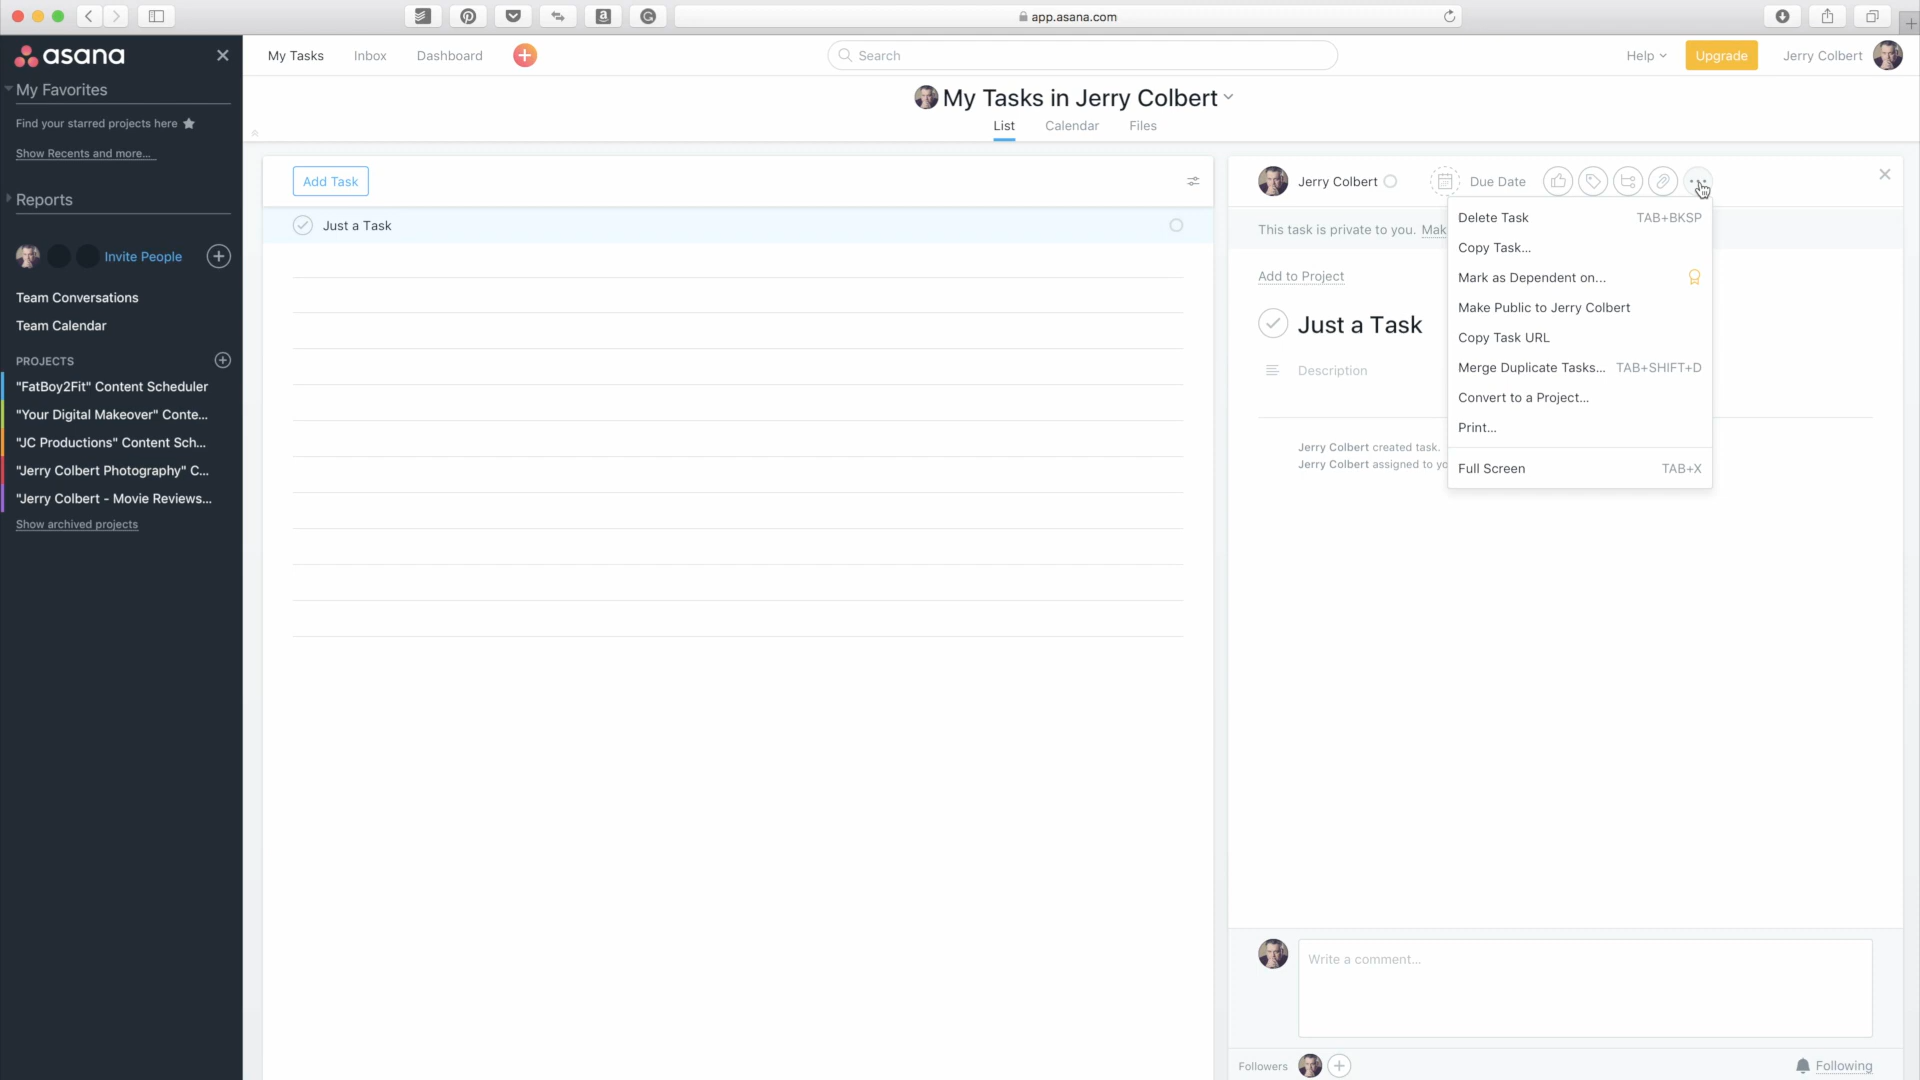 app.asana.com
asana
My Tasks
Inbox
Dashboard
Search
Help
Upgrade
Jerry Colbert
My Favorites
Find your starred projects here
Show Recents and more...
Reports
Invite People
Team Conversations
Team Calendar
PROJECTS
"FatBoy2Fit" Content Scheduler
"Your Digital Makeover" Conte...
"JC Productions" Content Sch...
"Jerry Colbert Photography" C...
"Jerry Colbert - Movie Reviews...
Show archived projects
My Tasks in Jerry Colbert
List
Calendar
Files
Add Task
Just a Task
Jerry Colbert
Due Date
This task is private to you. Mak
Add to Project
Just a Task
Description
Jerry Colbert created task.
Jerry Colbert assigned to yo
Delete Task TAB+BKSP
Copy Task...
Mark as Dependent on...
Make Public to Jerry Colbert
Copy Task URL
Merge Duplicate Tasks... TAB+SHIFT+D
Convert to a Project...
Print...
Full Screen TAB+X
Write a comment...
Followers
Following